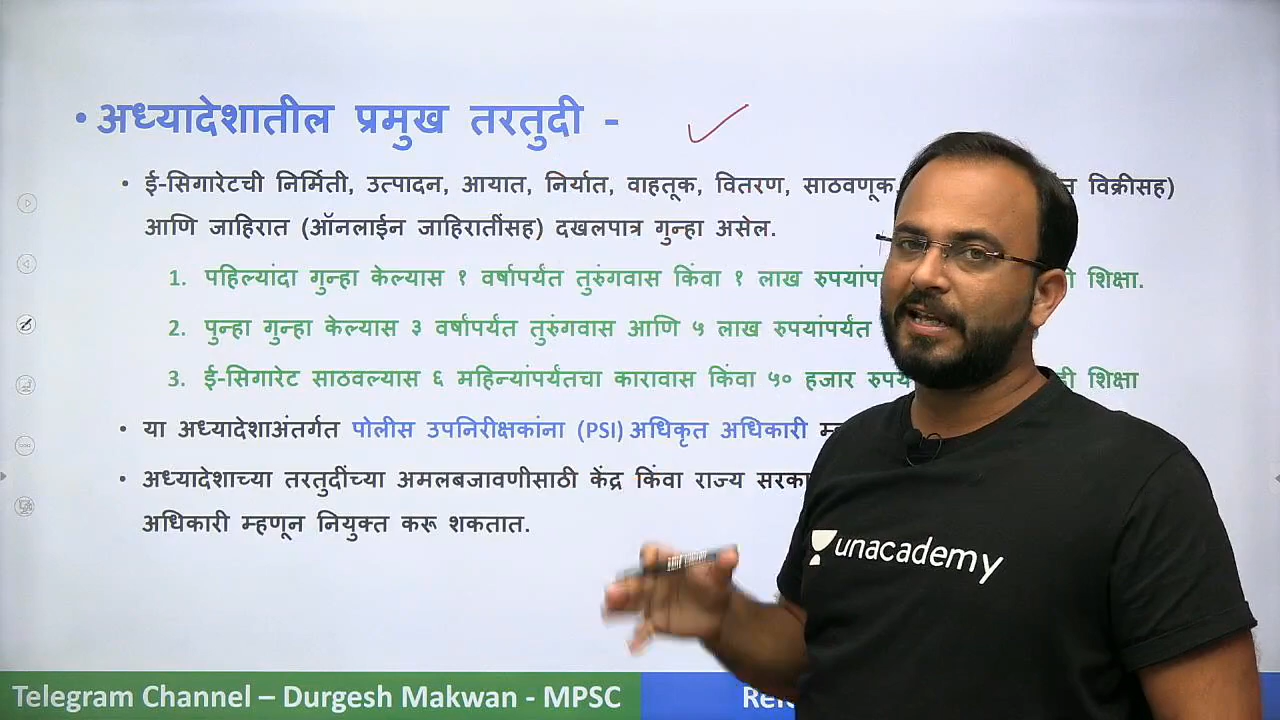 • अध्यादेशातील प्रमुख तरतुदी -
• ई-सिगारेटची निर्मिती, उत्पादन, आयात, निर्यात, वाहतूक, वितरण, साठवणूक, विक्रीसह)
आणि जाहिरात (ऑनलाईन जाहिरातींसह) दखलपात्र गुन्हा असेल.
1. पहिल्यांदा गुन्हा केल्यास १ वर्षापर्यंत तुरुंगवास किंवा १ लाख शिक्षा.
2. पुन्हा गुन्हा केल्यास ३ वर्षापर्यंत तुरुंगवास आणि ५ लाख रुपयांपर्यंत
3. ई-सिगारेट साठवल्यास ६ महिन्यांपर्यंतचा कारावास किंवा ५० हजार शिक्षा
• या अध्यादेशाअंतर्गत पोलीस उपनिरीक्षकांना (PSI) अधिकृत अधिकारी
• अध्यादेशाच्या तरतुदींच्या अमलबजावणीसाठी केंद्र किंवा राज्य
अधिकारी म्हणून नियुक्त करू शकतात.
unacademy
Telegram Channel – Durgesh Makwan - MPSC